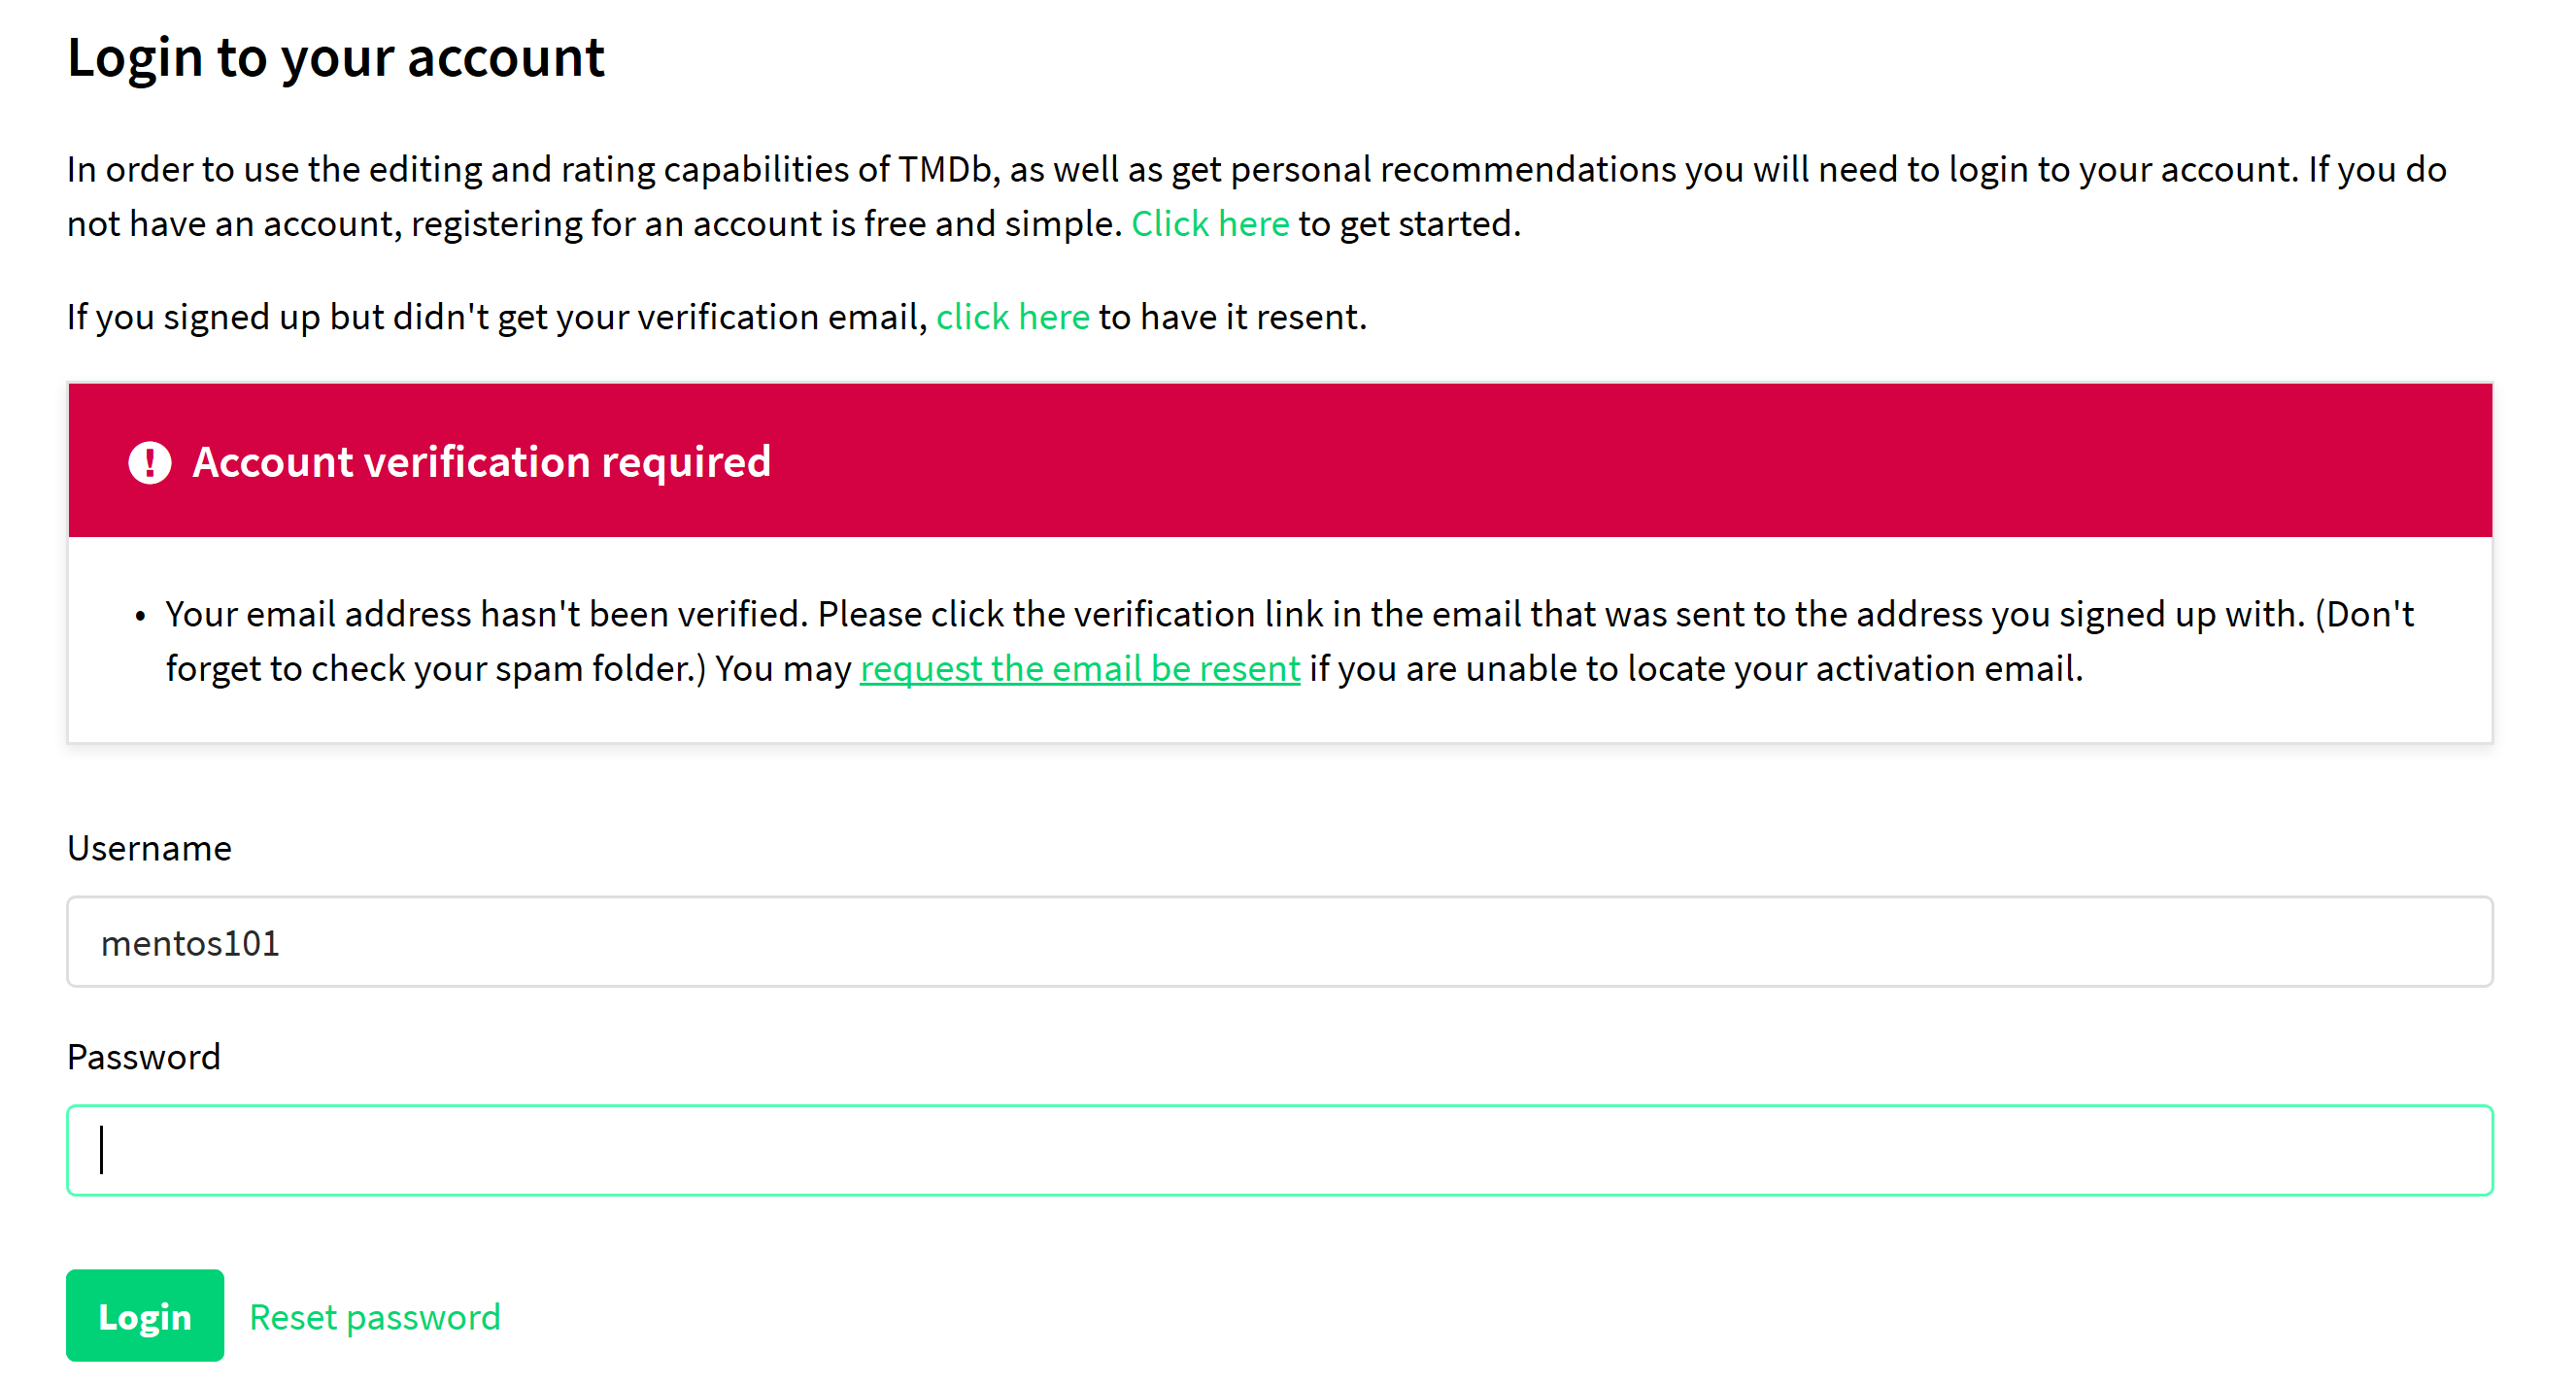 Login to your account
In order to use the editing and rating capabilities of TMDb, as well as get personal recommendations you will need to login to your account. If you do
not have an account, registering for an account is free and simple. Click here to get started.
If you signed up but didn't get your verification email, click here to have it resent.
Account verification required
• Your email address hasn't been verified. Please click the verification link in the email that was sent to the address you signed up with. (Don't
forget to check your spam folder.) You may request the email be resent if you are unable to locate your activation email.
Username
mentos101
Password
Login Reset password